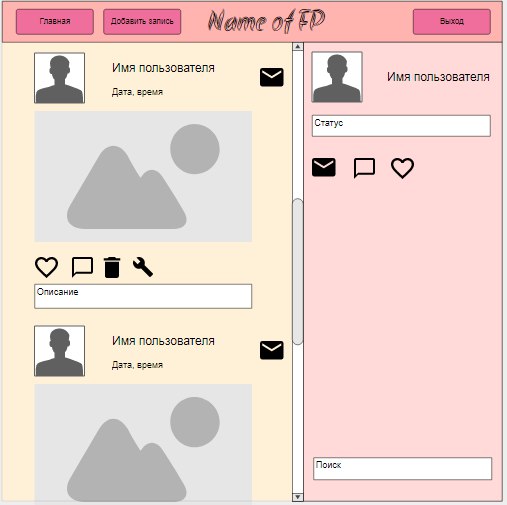 Главная
Добавить запись
Name of FP
Выход
Имя пользователя
Дата, время
Описание
Имя пользователя
Дата, время
Имя пользователя
Статус
Поиск